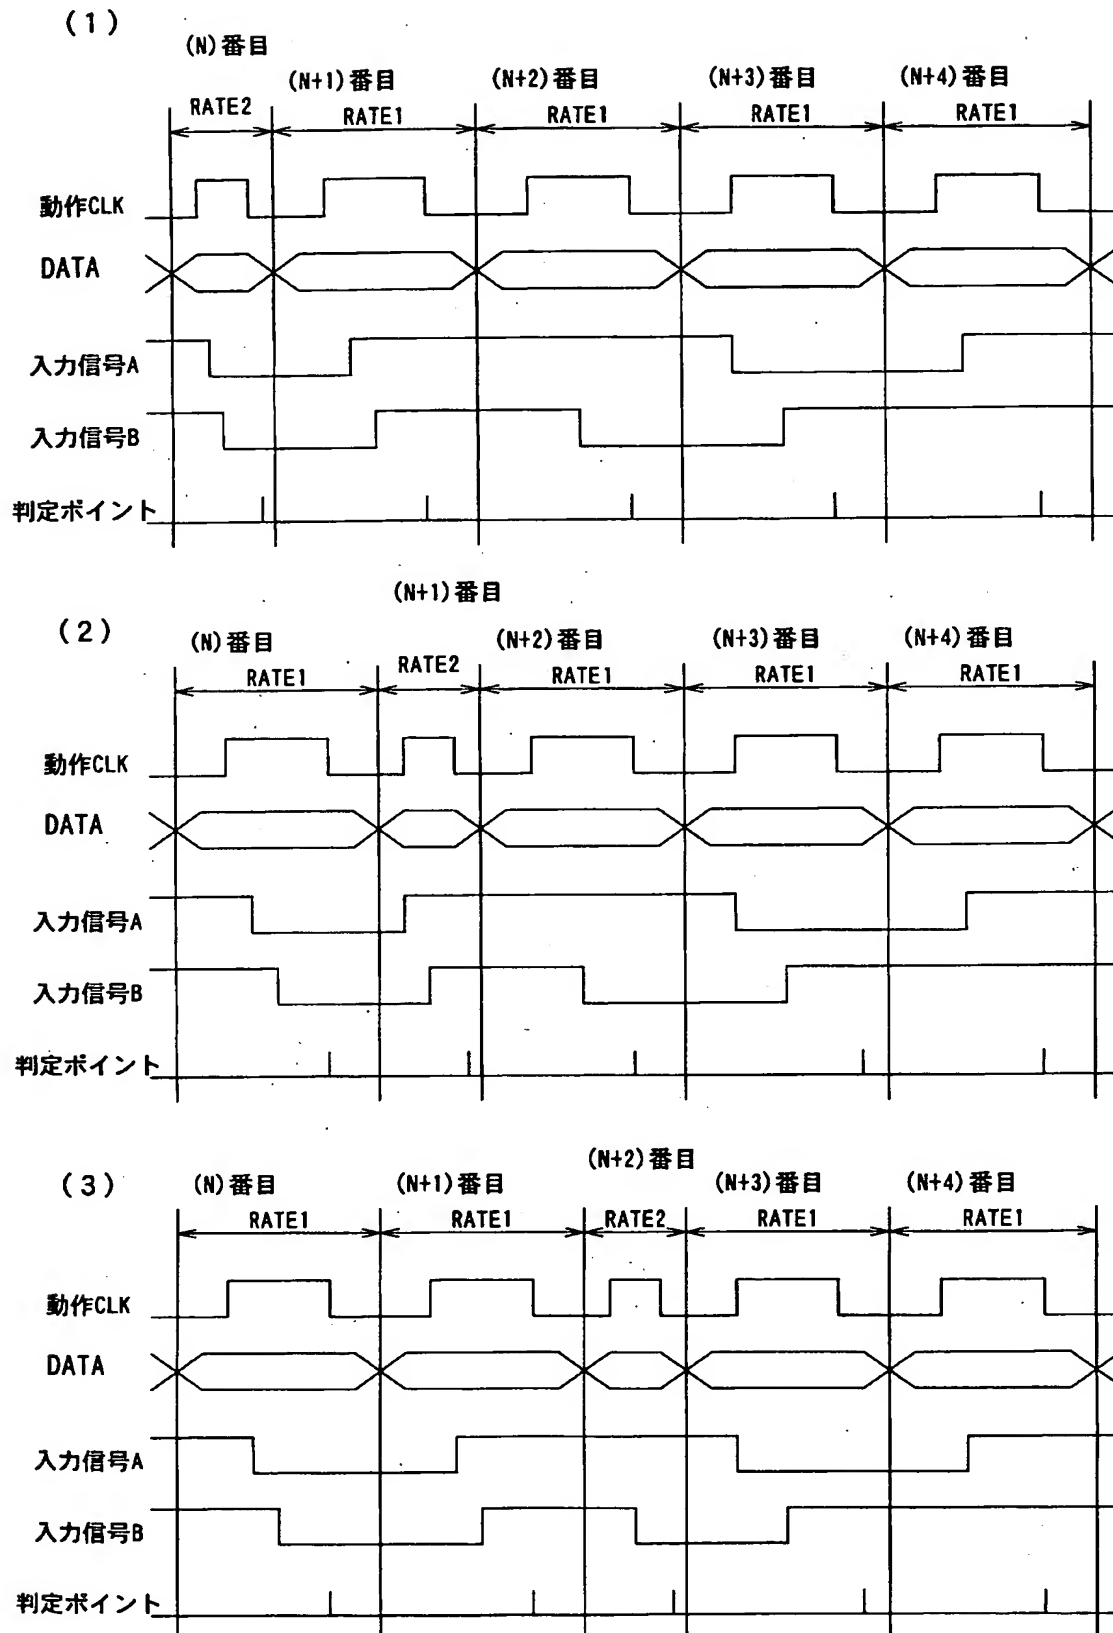 (1)
(N)番目
(N+1)番目 (N+2)番目 (N+3)番目 (N+4)番目
RATE2 RATE1 RATE1 RATE1 RATE1
動作CLK
DATA
入力信号A
入力信号B
判定ポイント
(N+1)番目
(2)
(N)番目 (N+2)番目 (N+3)番目 (N+4)番目
RATE1 RATE2 RATE1 RATE1 RATE1
動作CLK
DATA
入力信号A
入力信号B
判定ポイント
(N+2)番目
(3)
(N)番目 (N+1)番目 (N+3)番目 (N+4)番目
RATE1 RATE1 RATE2 RATE1 RATE1
動作CLK
DATA
入力信号A
入力信号B
判定ポイント